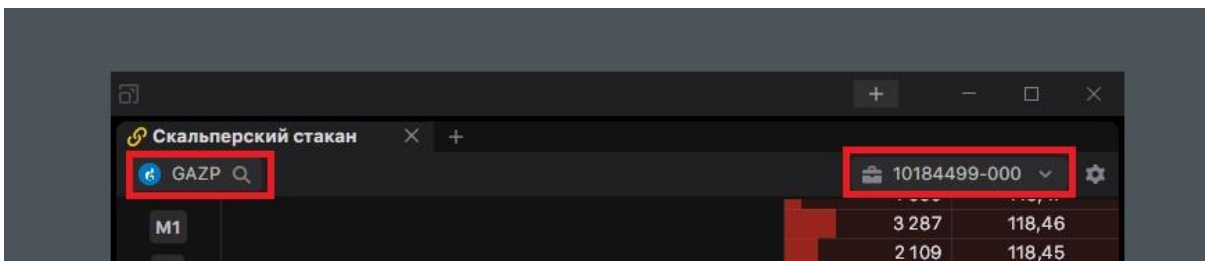 Скальперский стакан
GAZP 10184499-000
M1
3 287 118,46
2 109 118,45